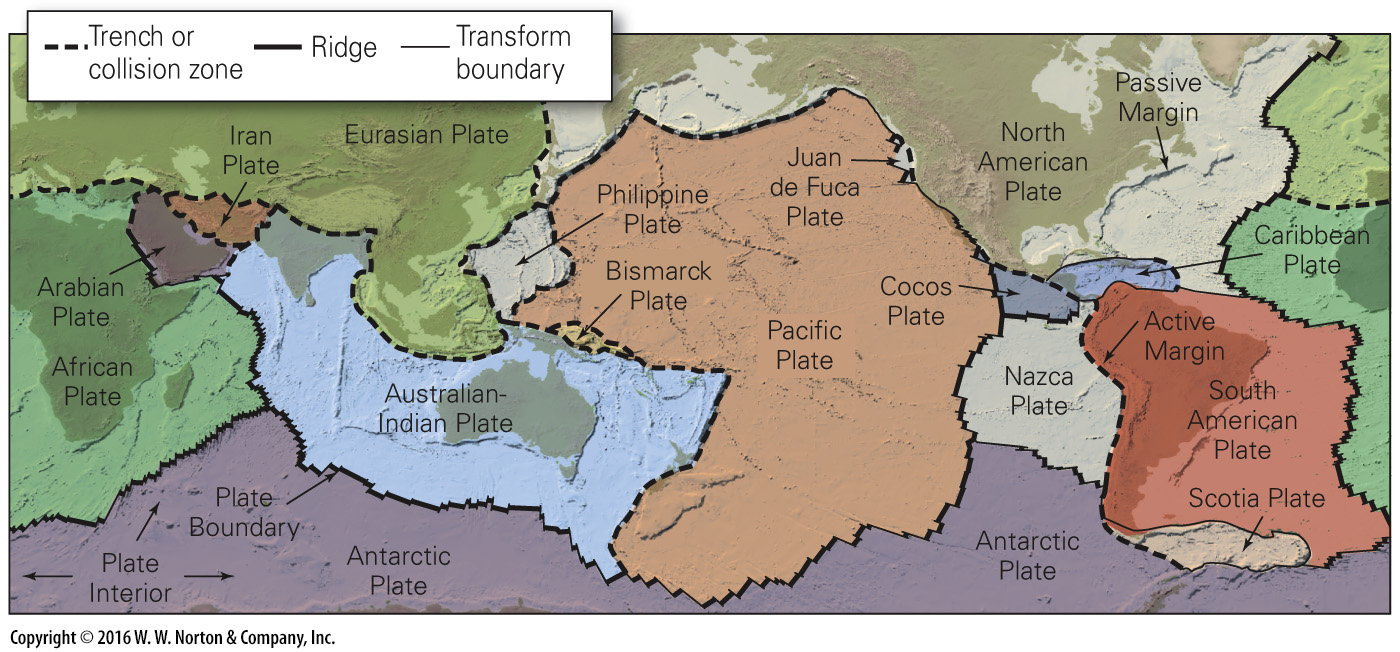 Trench or
collision zone
Ridge
Transform
boundary
Passive
Margin
Iran
Plate
Eurasian Plate
North
American
Plate
Juan
de Fuca
Plate
Philippine
Plate
Caribbean
Plate
Bismarck
Plate
Arabian
Plate
Cocos
Plate
Pacific
Plate
Active
Margin
African
Plate
Nazca
Plate
Australian-
Indian Plate
South
American
Plate
Plate
Boundary
Scotia Plate
Plate
Interior
Antarctic
Plate
Antarctic
Plate
Copyright © 2016 W. W. Norton & Company, Inc.